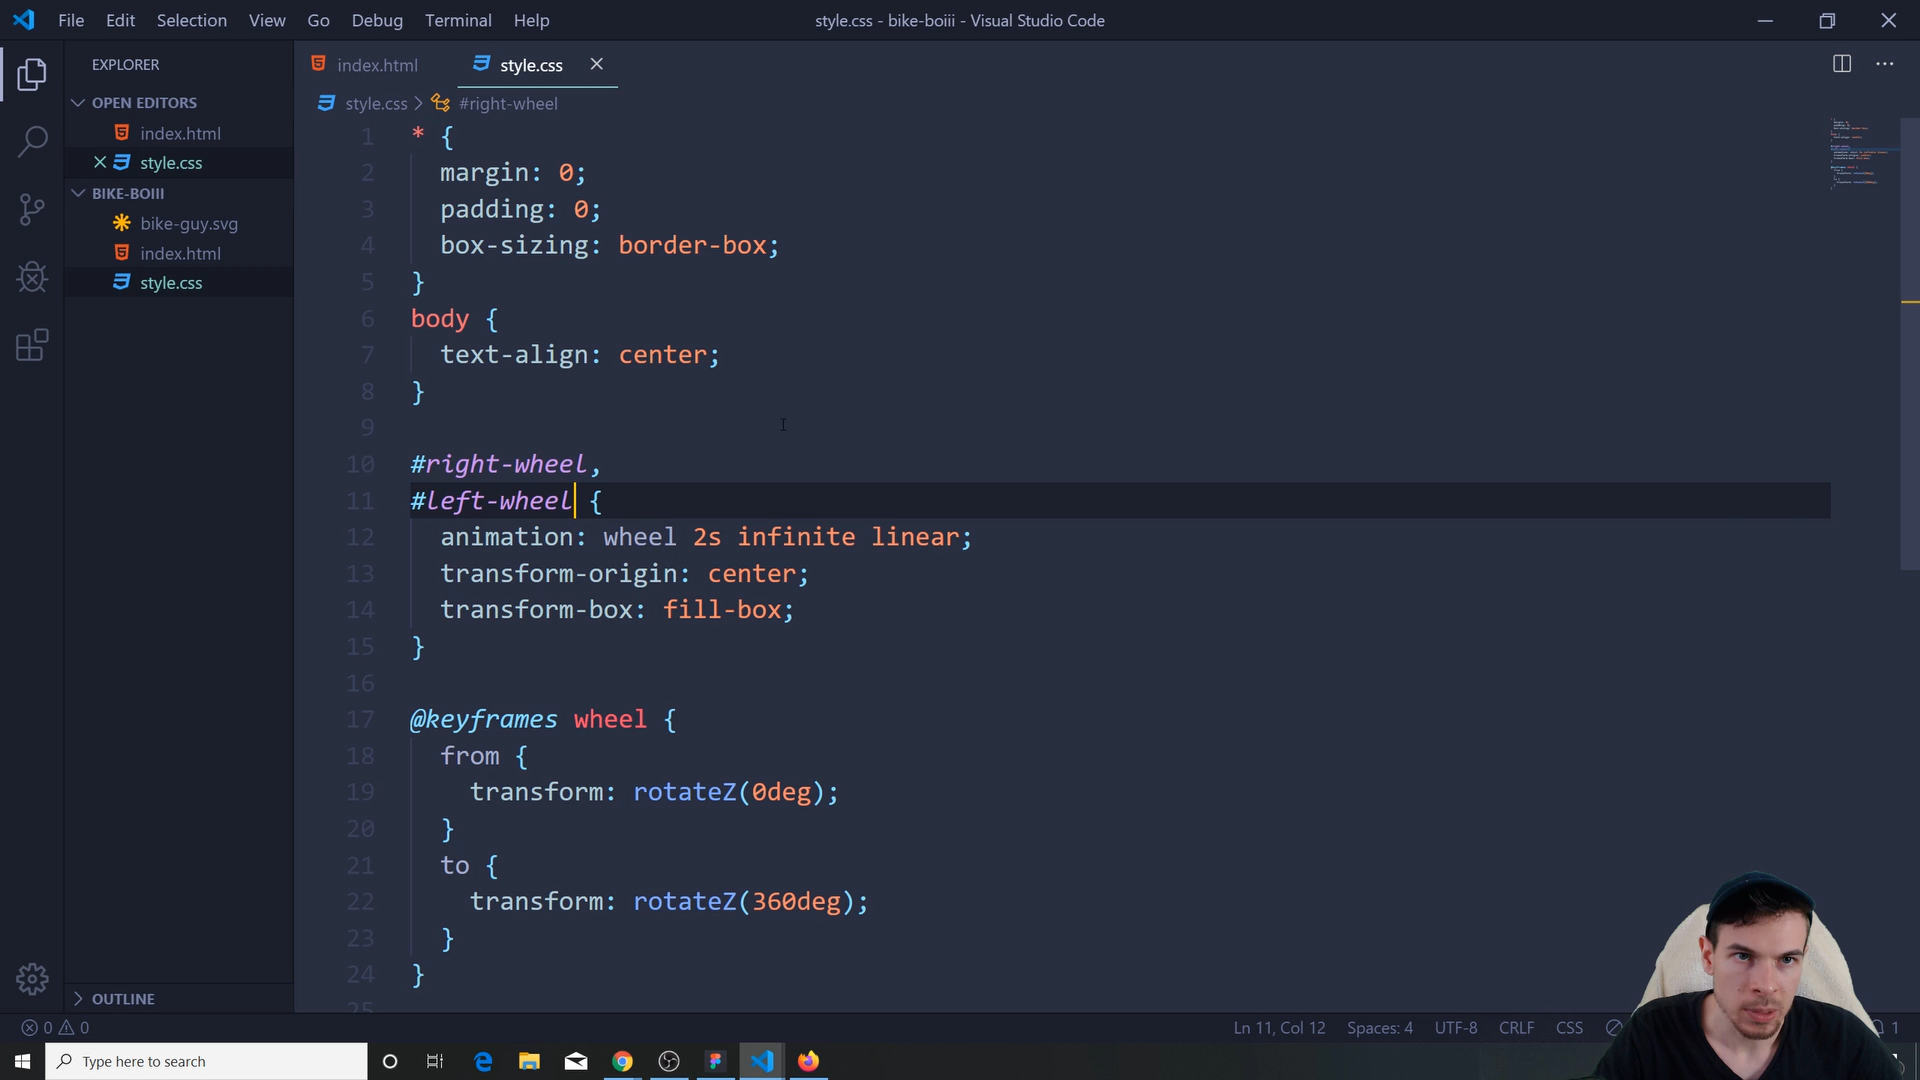 File Edit Selection View Go Debug Terminal Help
style.css - bike-boiii - Visual Studio Code
EXPLORER
OPEN EDITORS
index.html
style.css
BIKE-BOIII
bike-guy.svg
index.html
style.css
OUTLINE
index.html style.css
style.css > #right-wheel
1 * {
2 margin: 0;
3 padding: 0;
4 box-sizing: border-box;
5 }
6 body {
7 text-align: center;
8 }
9
10 #right-wheel,
11 #left-wheel {
12 animation: wheel 2s infinite linear;
13 transform-origin: center;
14 transform-box: fill-box;
15 }
16
17 @keyframes wheel {
18 from {
19 transform: rotateZ(0deg);
20 }
21 to {
22 transform: rotateZ(360deg);
23 }
24 }
25
0 0
Ln 11, Col 12 Spaces: 4 UTF-8 CRLF CSS 1
Type here to search